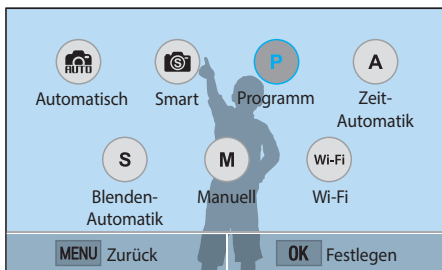 AUTO
S
P
A
Automatisch
Smart
Programm
Zeit-
Automatik
S
M
Wi-Fi
Blenden-
Automatik
Manuell
Wi-Fi
MENU Zurück
OK Festlegen